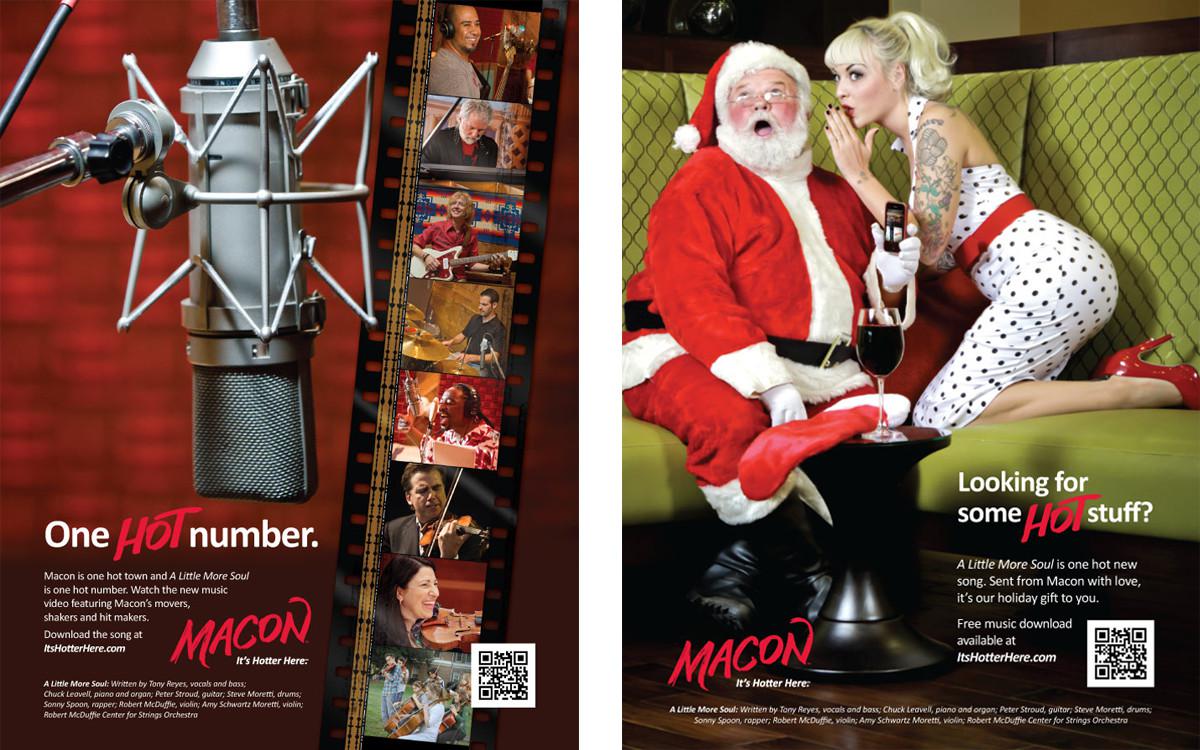 One HOT number.
Macon is one hot town and A Little More Soul
is one hot number. Watch the new music
video featuring Macon's movers,
shakers and hit makers.
Download the song at
ItsHotterHere.com
MACON
It's Hotter Here:
A Little More Soul: Written by Tony Reyes, vocals and bass;
Chuck Leavell, piano and organ; Peter Stroud, guitar; Steve Moretti, drums;
Sonny Spoon, rapper; Robert McDuffie, violin; Amy Schwartz Moretti, violin;
Robert McDuffie Center for Strings Orchestra
Looking for
some HOT stuff?
A Little More Soul is one hot new
song. Sent from Macon with love,
it's our holiday gift to you.
Free music download
available at
ItsHotterHere.com
MACON
It's Hotter Here:
A Little More Soul: Written by Tony Reyes, vocals and bass; Chuck Leavell, piano and organ; Peter Stroud, guitar; Steve Moretti, drums;
Sonny Spoon, rapper; Robert McDuffie, violin; Amy Schwartz Moretti, violin; Robert McDuffie Center for Strings Orchestra